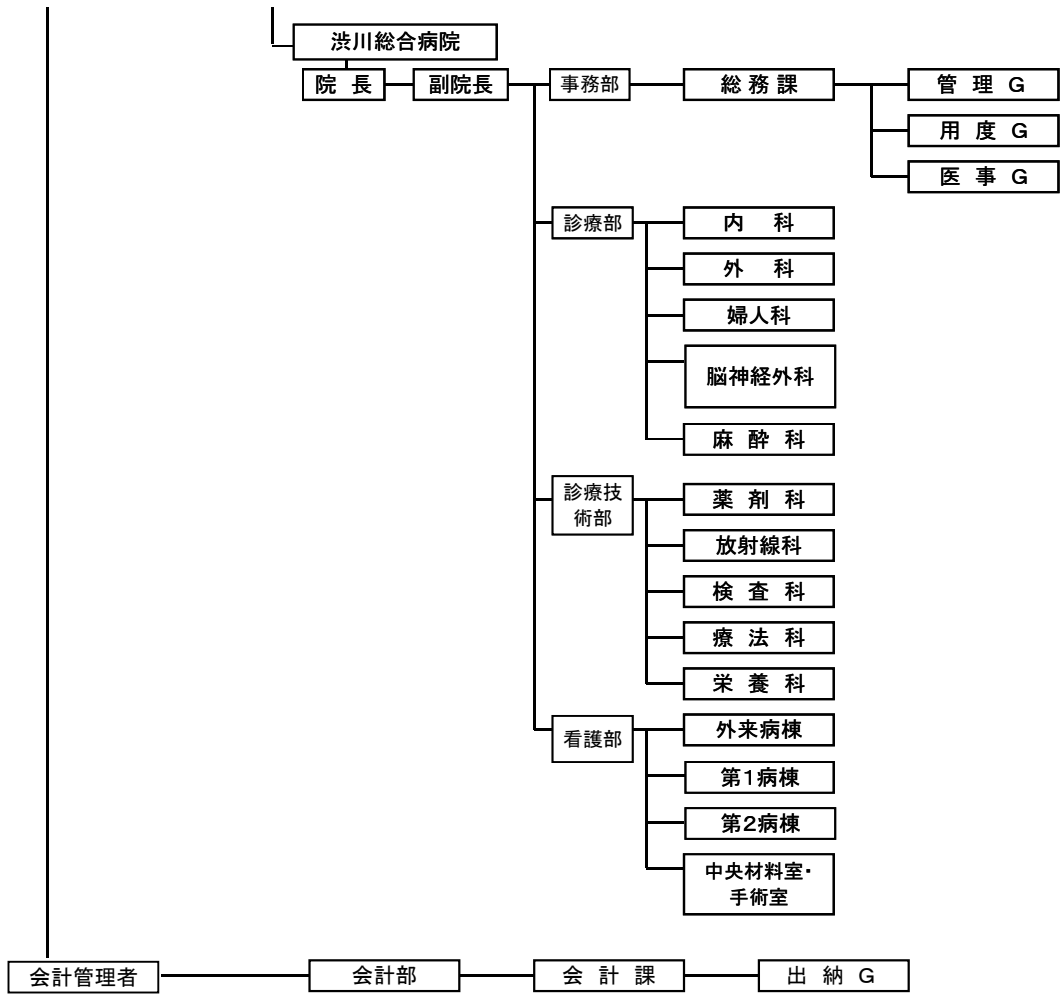 渋川総合病院
院 長
副院長
事務部
総 務 課
管 理 G
用 度 G
医 事 G
診療部
内 科
外 科
婦人科
脳神経外科
麻 酔 科
診療技
術部
薬 剤 科
放射線科
検 査 科
療 法 科
栄 養 科
看護部
外来病棟
第1病棟
第2病棟
中央材料室・
手術室
会計管理者
会計部
会 計 課
出 納 G